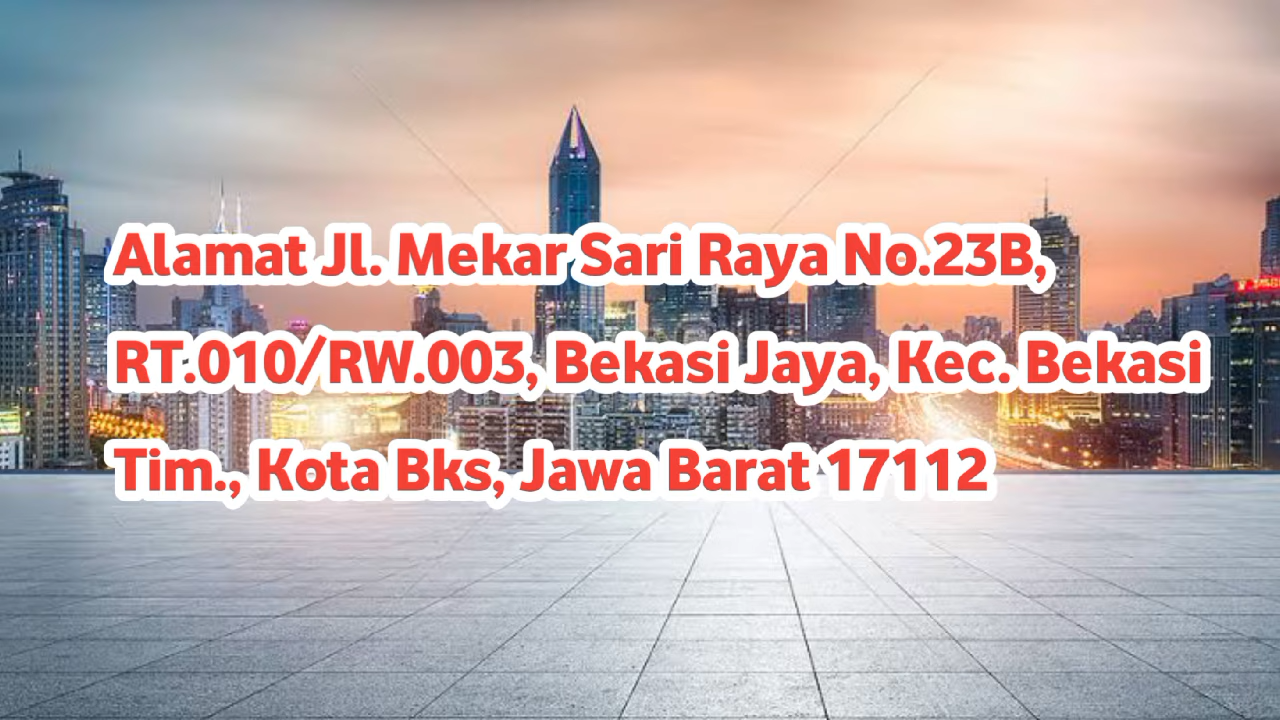 Alamat Jl. Mekar Sari Raya No.23B,
RT.010/RW.003, Bekasi Jaya, Kec. Bekasi
Tim., Kota Bks, Jawa Barat 17112